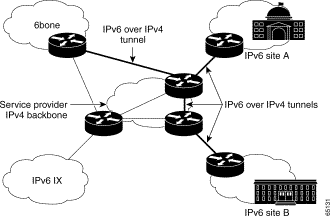 6bone
IPv6 over IPv4
tunnel
IPv6 site A
Service provider
IPv4 backbone
IPv6 over IPv4 tunnels
IPv6 IX
IPv6 site B
65131